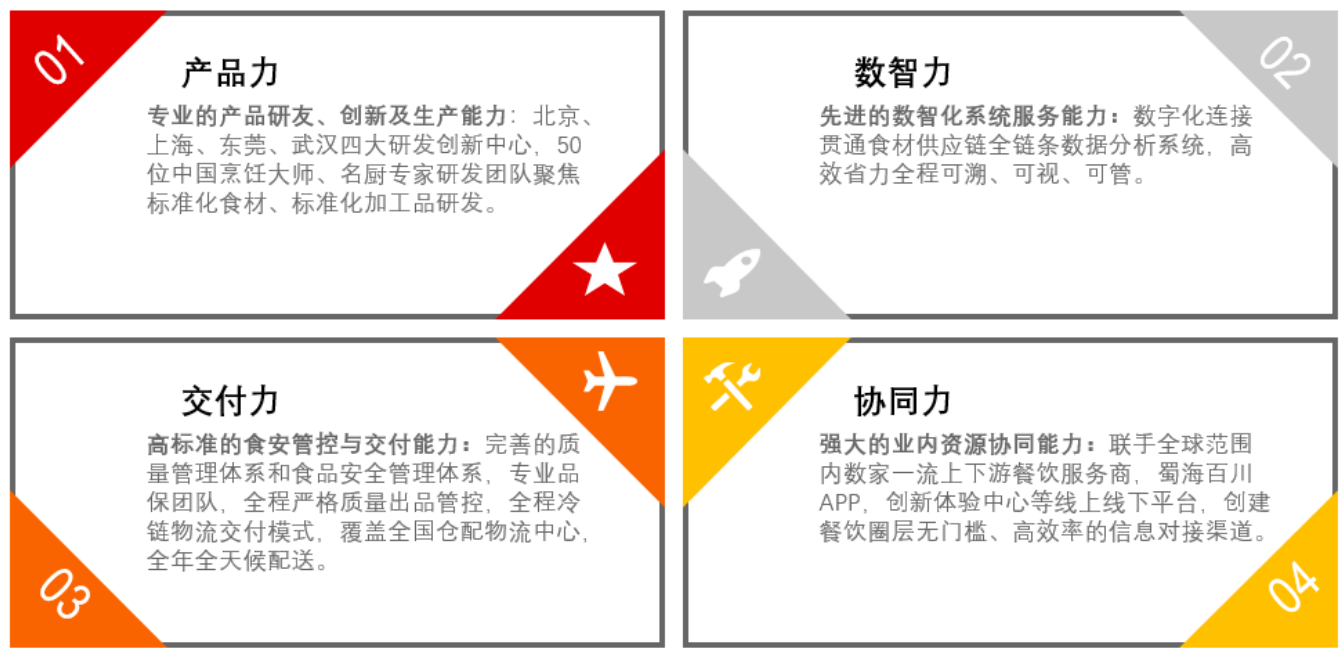 01
产品力
专业的产品研友、创新及生产能力：北京、
上海、东莞、武汉四大研发创新中心，50
位中国烹饪大师、名厨专家研发团队聚焦
标准化食材、标准化加工品研发。
02
数智力
先进的数智化系统服务能力：数字化连接
贯通食材供应链全链条数据分析系统，高
效省力全程可溯、可视、可管。
03
交付力
高标准的食安管控与交付能力：完善的质
量管理体系和食品安全管理体系，专业品
保团队，全程严格质量出品管控，全程冷
链物流交付模式，覆盖全国仓配物流中心，
全年全天候配送。
04
协同力
强大的业内资源协同能力：联手全球范围
内数家一流上下游餐饮服务商，蜀海百川
APP，创新体验中心等线上线下平台，创建
餐饮圈层无门槛、高效率的信息对接渠道。